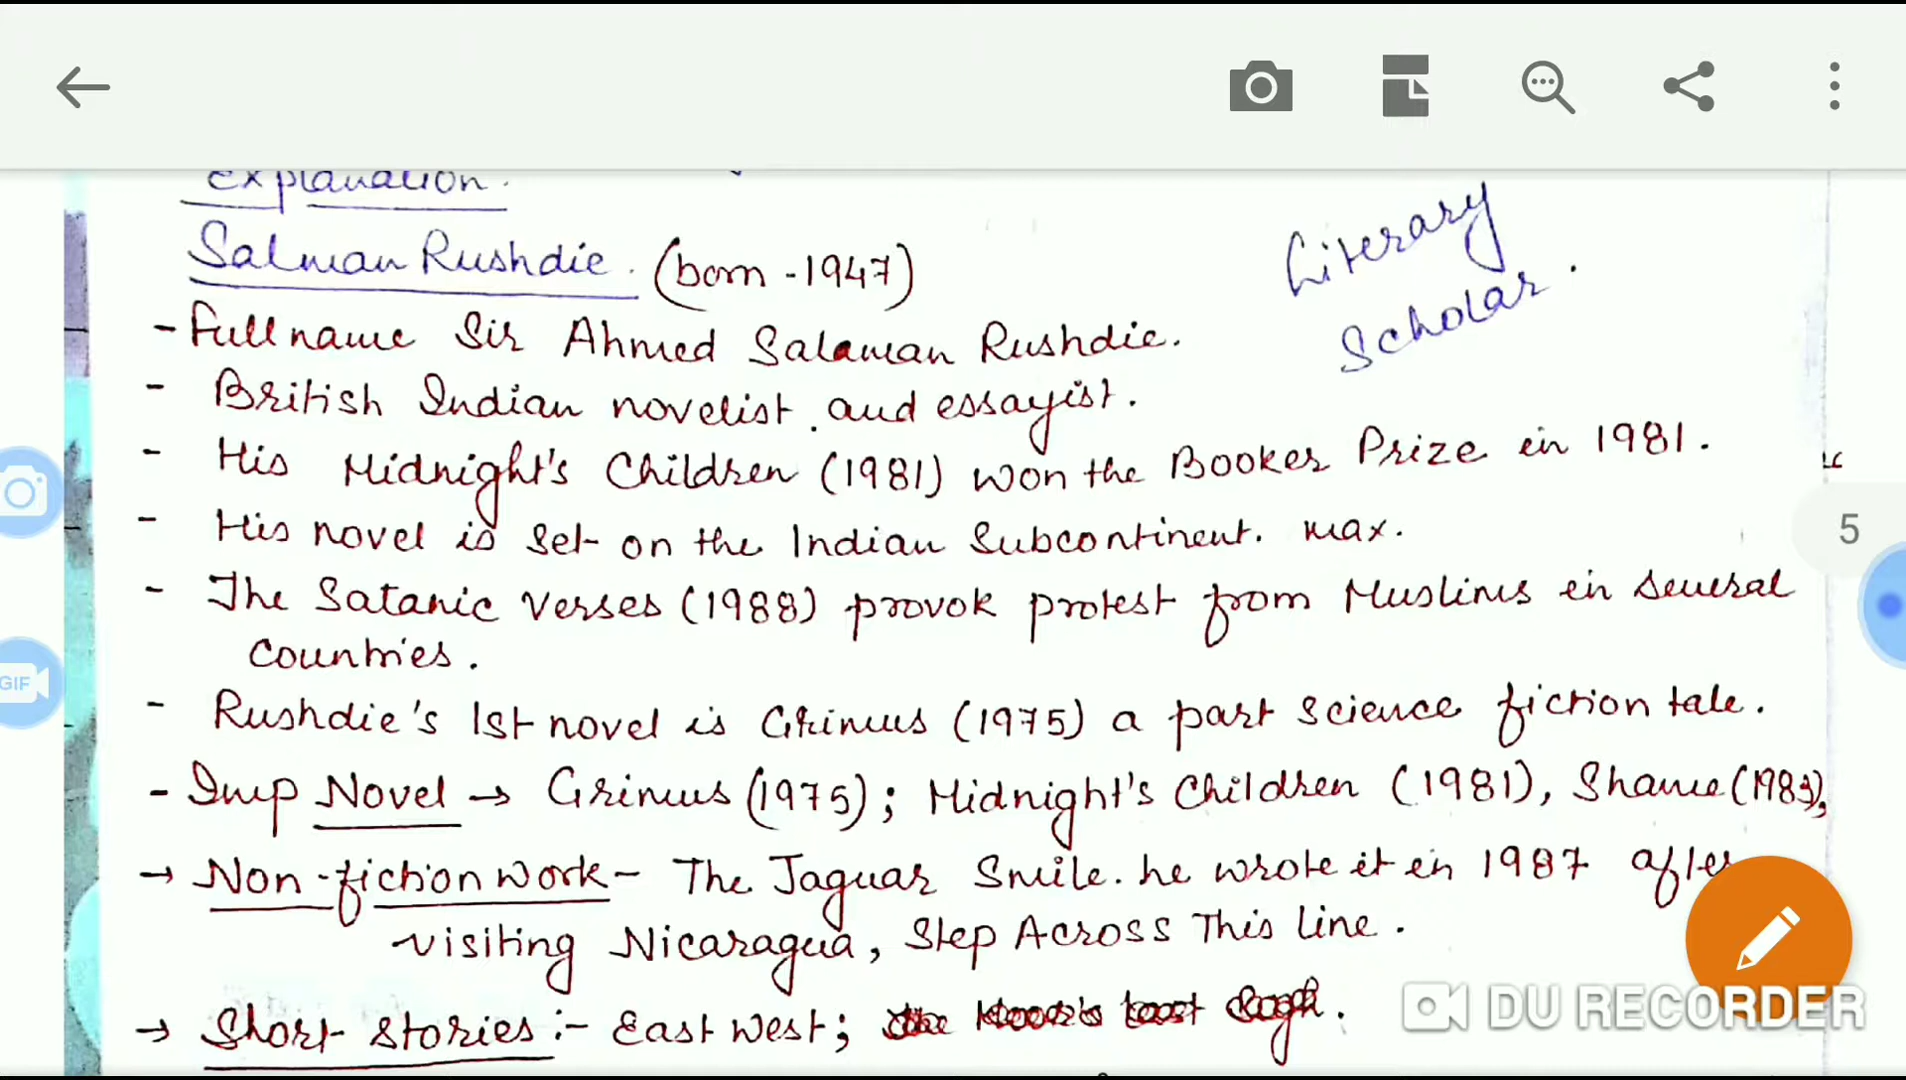 Explanation.
Salman Rushdie. (born -1947)
Literary
Scholar.
- Full name Sir Ahmed Salaman Rushdie.
- British Indian novelist and essayist.
- His Midnight's Children (1981) won the Booker Prize in 1981.
- His novel is set on the Indian Subcontinent. max.
- The Satanic Verses (1988) provok protest from Muslims in several
countries.
- Rushdie's 1st novel is Grimus (1975) a part science fiction tale.
- Imp Novel → Grimus (1975); Midnight's Children (1981), Shame (1983),
→ Non-fiction work - The Jaguar Smile. he wrote it in 1987 after
visiting Nicaragua, Step Across This line.
→ Short stories :- East west;
5
GIF
DU RECORDER